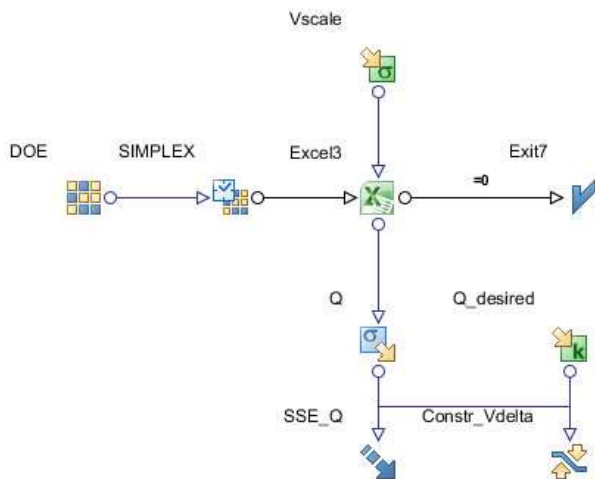 Vscale
DOE SIMPLEX Excel3 Exit7
=0
Q Q_desired
SSE_Q Constr_Vdelta